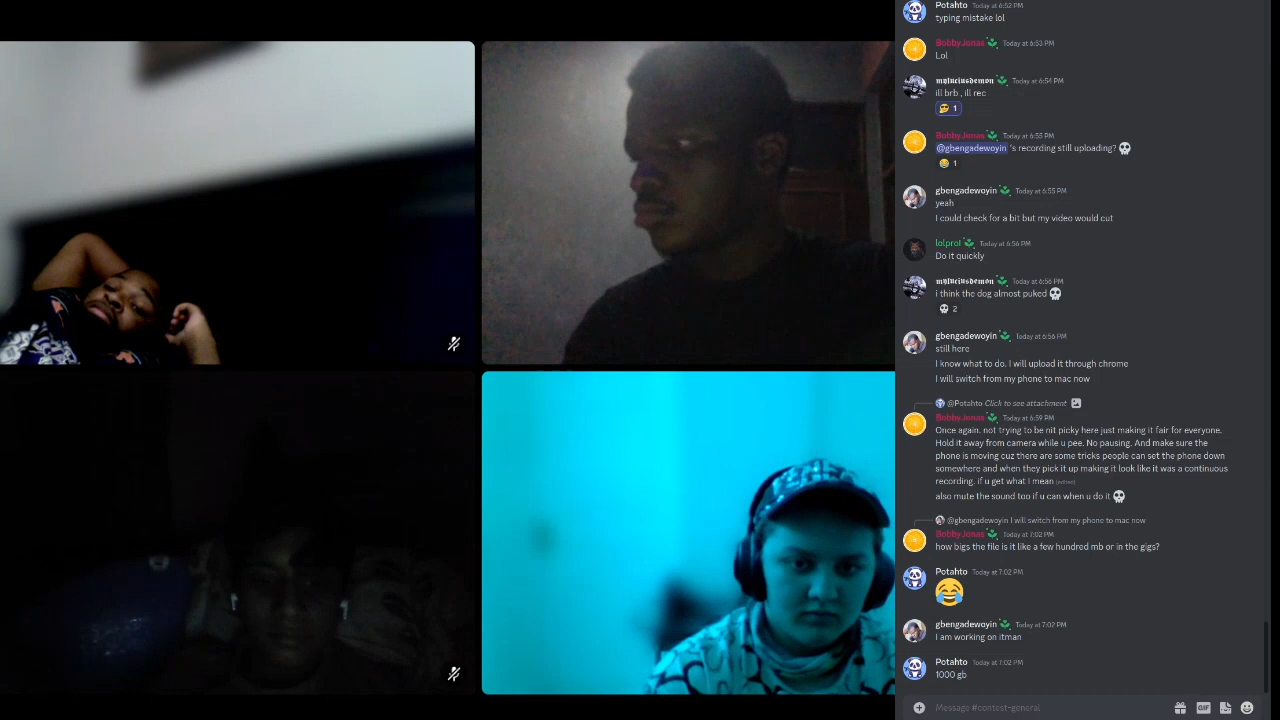 Potahto Today at 6:52 PM
typing mistake lol
BobbyJonas Today at 6:53 PM
Lol
𝖒𝖞𝖑𝖚𝖈𝖎𝖚𝖘𝖉𝖊𝖒𝖔𝖓 Today at 6:54 PM
ill brb , ill rec
1
BobbyJonas Today at 6:55 PM
@gbengadewoyin 's recording still uploading?
1
gbengadewoyin Today at 6:55 PM
yeah
I could check for a bit but my video would cut
lolprol Today at 6:56 PM
Do it quickly
𝖒𝖞𝖑𝖚𝖈𝖎𝖚𝖘𝖉𝖊𝖒𝖔𝖓 Today at 6:56 PM
i think the dog almost puked
2
gbengadewoyin Today at 6:56 PM
still here
I know what to do. I will upload it through chrome
I will switch from my phone to mac now
@Potahto Click to see attachment
BobbyJonas Today at 6:59 PM
Once again. not trying to be nit picky here just making it fair for everyone.
Hold it away from camera while u pee. No pausing. And make sure the
phone is moving cuz there are some tricks people can set the phone down
somewhere and when they pick it up making it look like it was a continuous
recording. if u get what I mean (edited)
also mute the sound too if u can when u do it
@gbengadewoyin I will switch from my phone to mac now
BobbyJonas Today at 7:02 PM
how bigs the file is it like a few hundred mb or in the gigs?
Potahto Today at 7:02 PM
gbengadewoyin Today at 7:02 PM
I am working on itman
Potahto Today at 7:02 PM
1000 gb
Message #contest-general
GIF